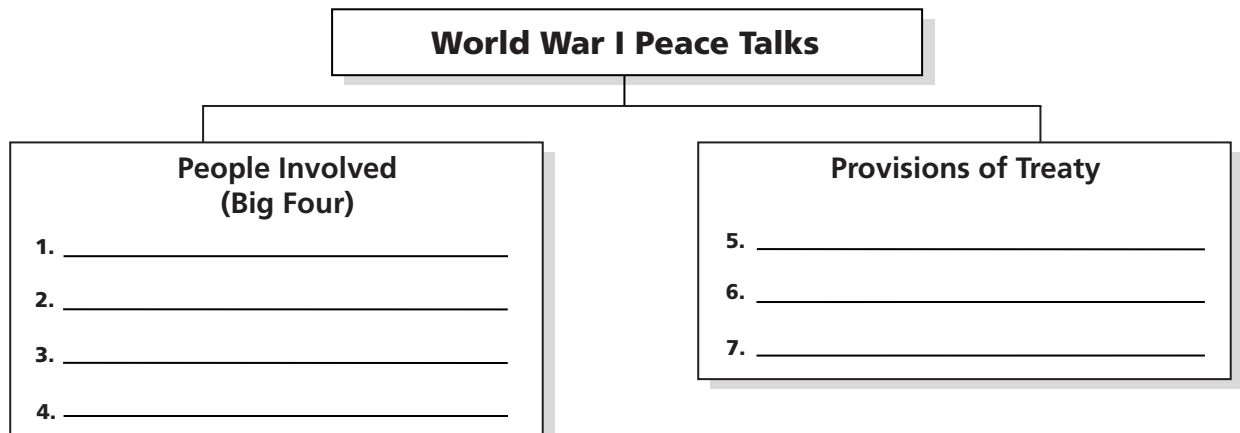 World War I Peace Talks
People Involved
(Big Four)
1.
2.
3.
4.
Provisions of Treaty
5.
6.
7.